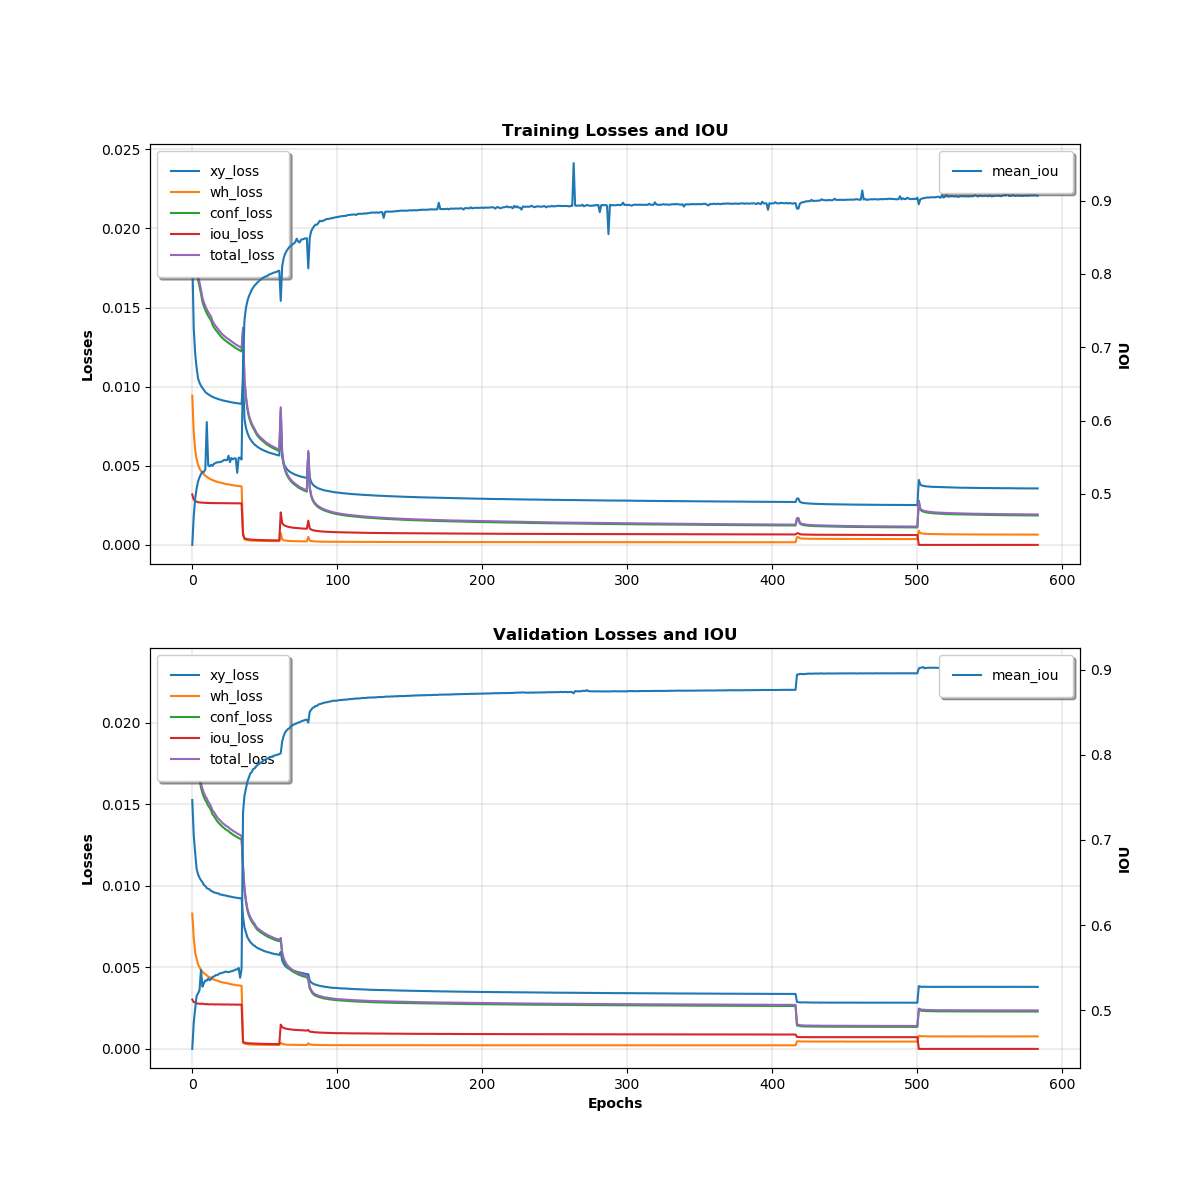 Training Losses and IOU
xy_loss
wh_loss
conf_loss
iou_loss
total_loss
mean_iou
0.025
0.020
0.015
0.010
0.005
0.000
Losses
0.9
0.8
0.7
0.6
0.5
IOU
0 100 200 300 400 500 600
Validation Losses and IOU
xy_loss
wh_loss
conf_loss
iou_loss
total_loss
mean_iou
0.020
0.015
0.010
0.005
0.000
Losses
0.9
0.8
0.7
0.6
0.5
IOU
0 100 200 300 400 500 600
Epochs